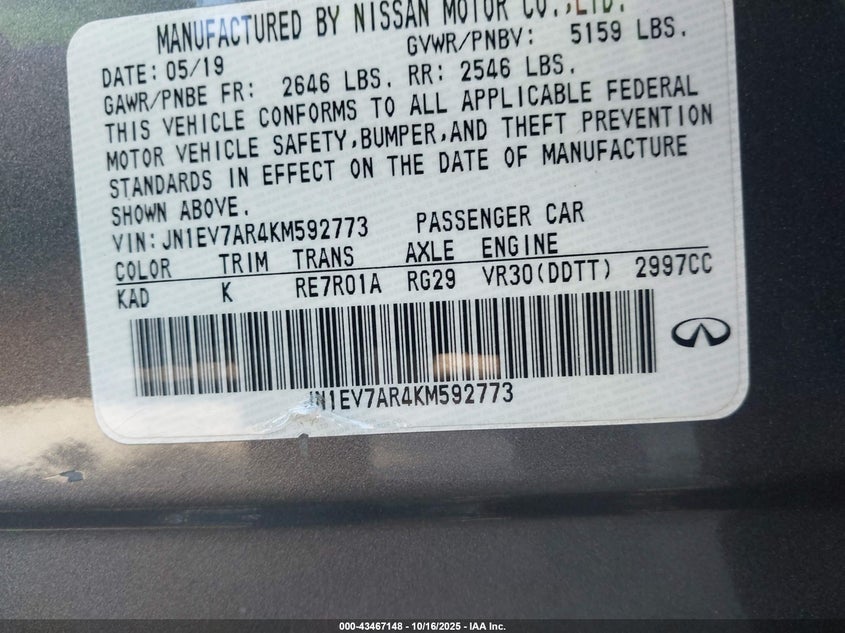 MANUFACTURED BY NISSAN MOTOR CO.,LTD.
GVWR/PNBV: 5159 LBS.
DATE: 05/19
GAWR/PNBE FR: 2646 LBS. RR: 2546 LBS.
THIS VEHICLE CONFORMS TO ALL APPLICABLE FEDERAL
MOTOR VEHICLE SAFETY,BUMPER,AND THEFT PREVENTION
STANDARDS IN EFFECT ON THE DATE OF MANUFACTURE
SHOWN ABOVE.
VIN: JN1EV7AR4KM592773 PASSENGER CAR
COLOR TRIM TRANS AXLE ENGINE
KAD K RE7R01A RG29 VR30(DDTT) 2997CC
JN1EV7AR4KM592773
000-43467148 - 10/16/2025 - IAA Inc.